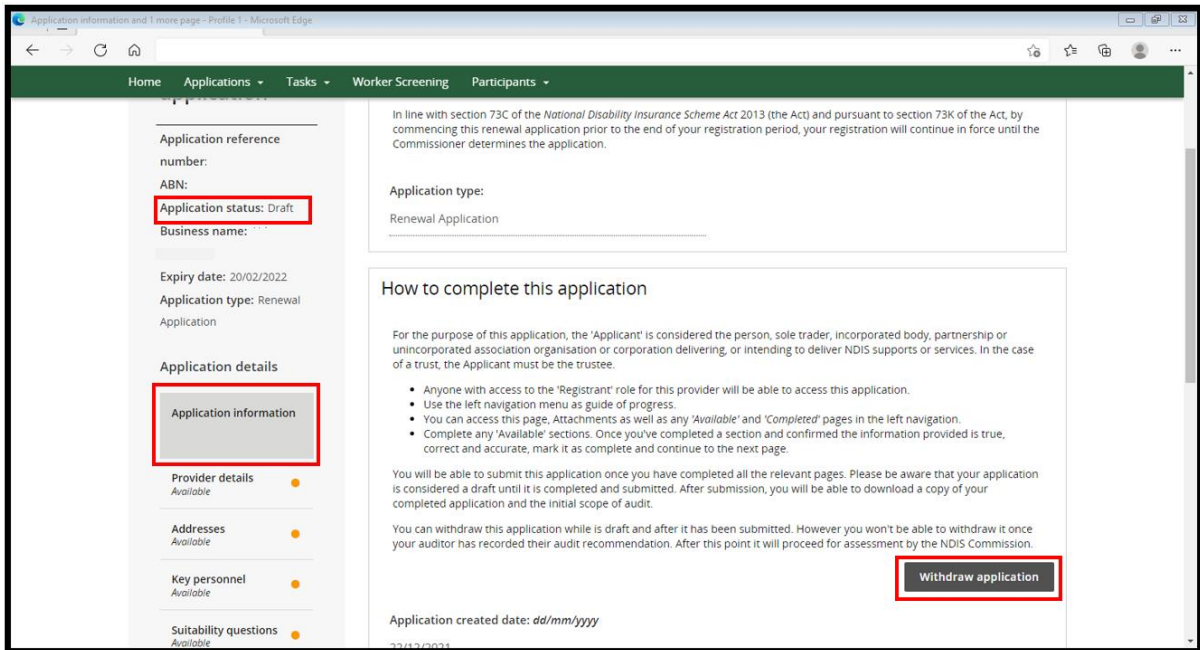 Application information and 1 more page - Profile 1 - Microsoft Edge
Home Applications Tasks Worker Screening Participants
application
Application reference
number:
ABN:
Application status: Draft
Business name:
Expiry date: 20/02/2022
Application type: Renewal
Application
Application details
Application information
Provider details
Available
Addresses
Available
Key personnel
Available
Suitability questions
Available
In line with section 73C of the National Disability Insurance Scheme Act 2013 (the Act) and pursuant to section 73K of the Act, by
commencing this renewal application prior to the end of your registration period, your registration will continue in force until the
Commissioner determines the application.
Application type:
Renewal Application
How to complete this application
For the purpose of this application, the 'Applicant' is considered the person, sole trader, incorporated body, partnership or
unincorporated association organisation or corporation delivering, or intending to deliver NDIS supports or services. In the case
of a trust, the Applicant must be the trustee.
• Anyone with access to the 'Registrant' role for this provider will be able to access this application.
• Use the left navigation menu as guide of progress.
• You can access this page, Attachments as well as any 'Available' and 'Completed' pages in the left navigation.
• Complete any 'Available' sections. Once you've completed a section and confirmed the information provided is true,
correct and accurate, mark it as complete and continue to the next page.
You will be able to submit this application once you have completed all the relevant pages. Please be aware that your application
is considered a draft until it is completed and submitted. After submission, you will be able to download a copy of your
completed application and the initial scope of audit.
You can withdraw this application while is draft and after it has been submitted. However you won't be able to withdraw it once
your auditor has recorded their audit recommendation. After this point it will proceed for assessment by the NDIS Commission.
Withdraw application
Application created date: dd/mm/yyyy
22/12/2021